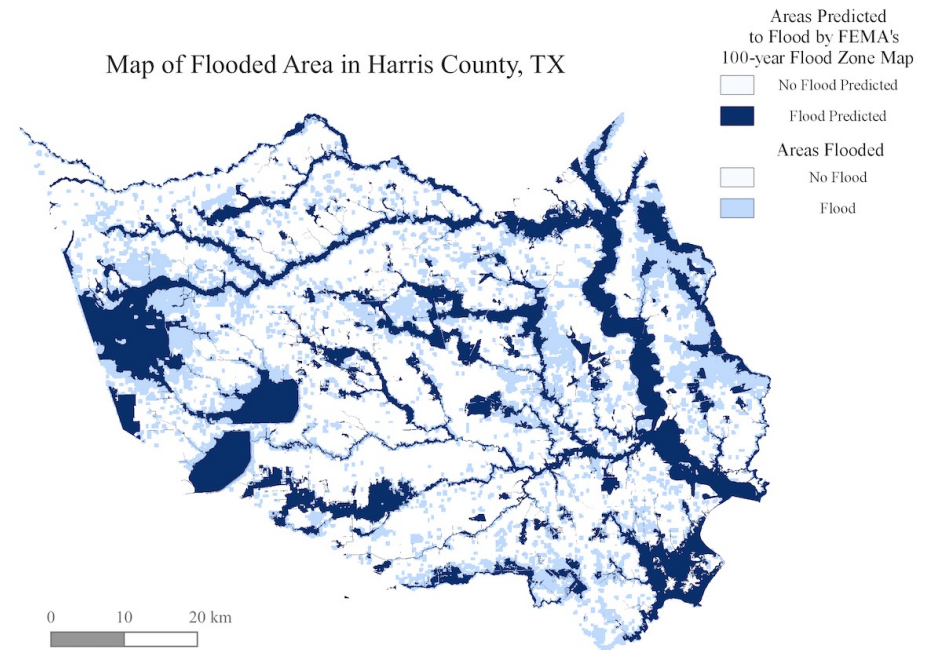 Map of Flooded Area in Harris County, TX
Areas Predicted
to Flood by FEMA's
100-year Flood Zone Map
No Flood Predicted
Flood Predicted
Areas Flooded
No Flood
Flood
0 10 20 km